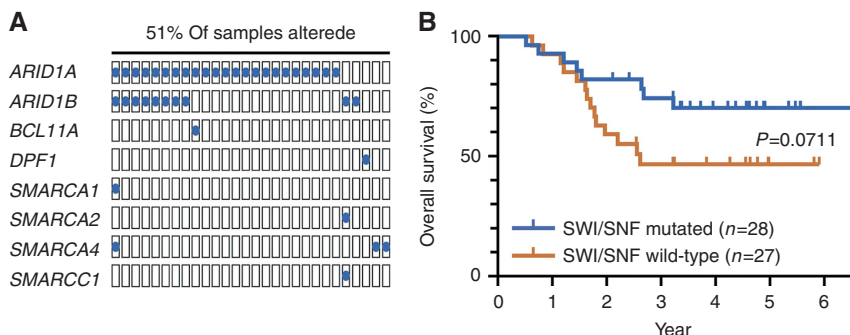 A
51% Of samples alterede
ARID1A
ARID1B
BCL11A
DPF1
SMARCA1
SMARCA2
SMARCA4
SMARCC1
B
Overall survival (%)
100
50
0
P=0.0711
SWI/SNF mutated (n=28)
SWI/SNF wild-type (n=27)
0 1 2 3 4 5 6
Year